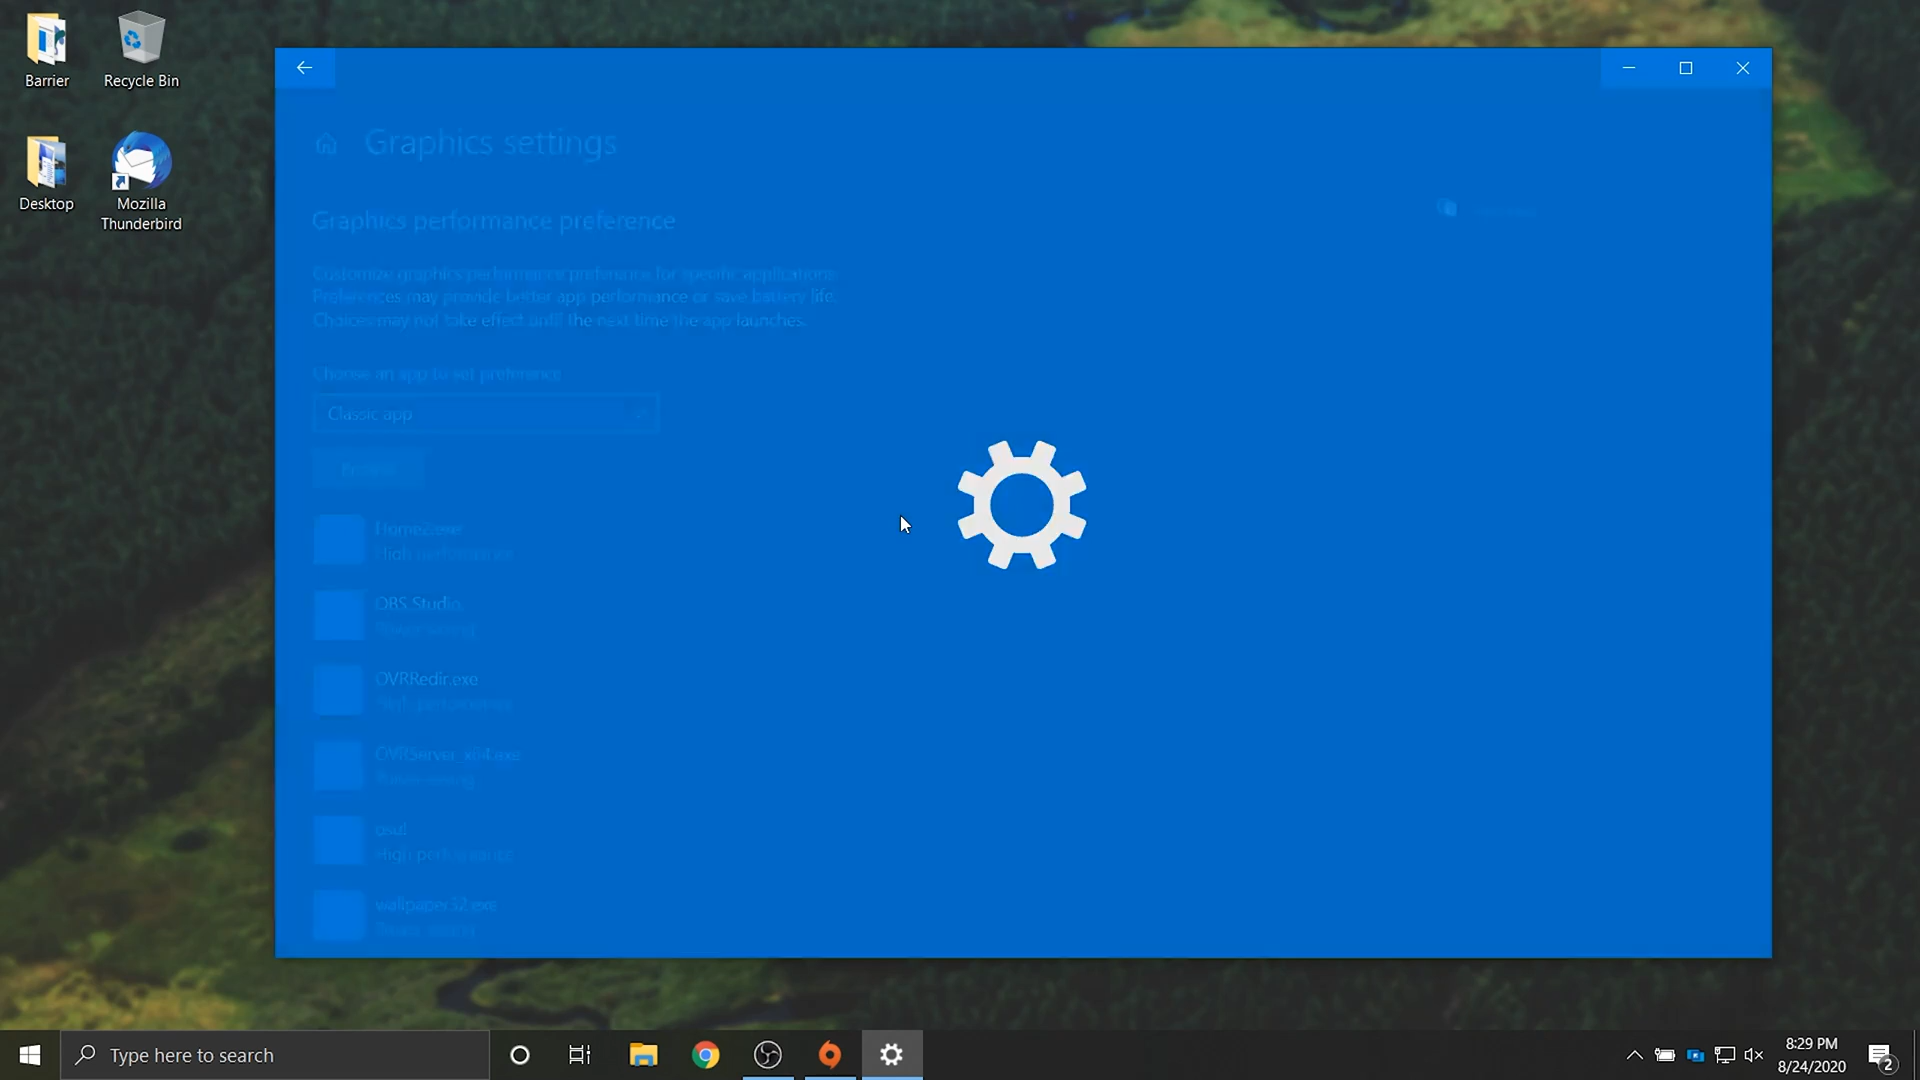 Barrier
Recycle Bin
Desktop
Mozilla
Thunderbird
Graphics settings
Graphics performance preference
Customize graphics performance preference for specific applications.
Preferences may provide better app performance or save battery life.
Choices may not take effect until the next time the app launches.
Choose an app to set preference
Classic app
Browse
Home2.exe
High performance
OBS Studio
Power saving
OVRRedir.exe
High performance
OVRServer_x64.exe
Power saving
osu!
High performance
wallpaper32.exe
Power saving
Type here to search
8:29 PM
8/24/2020
2